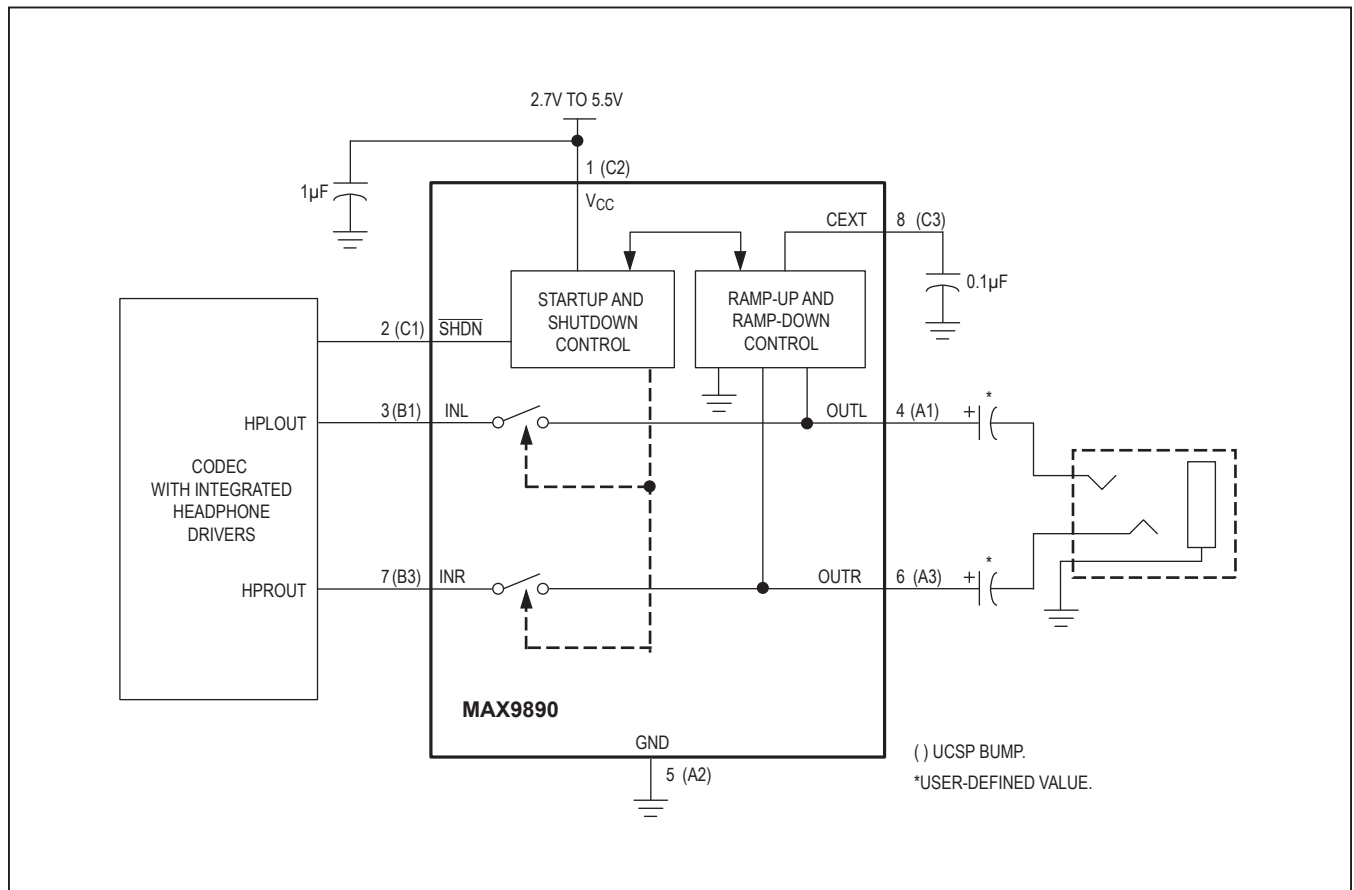 2.7V TO 5.5V
1 (C2)
1µF
VCC
CEXT
8 (C3)
0.1µF
STARTUP AND
SHUTDOWN
CONTROL
RAMP-UP AND
RAMP-DOWN
CONTROL
2 (C1)
SHDN
HPLOUT
3 (B1)
INL
OUTL
4 (A1)
+
*
CODEC
WITH INTEGRATED
HEADPHONE
DRIVERS
HPROUT
7 (B3)
INR
OUTR
6 (A3)
+
*
MAX9890
GND
5 (A2)
( ) UCSP BUMP.
*USER-DEFINED VALUE.